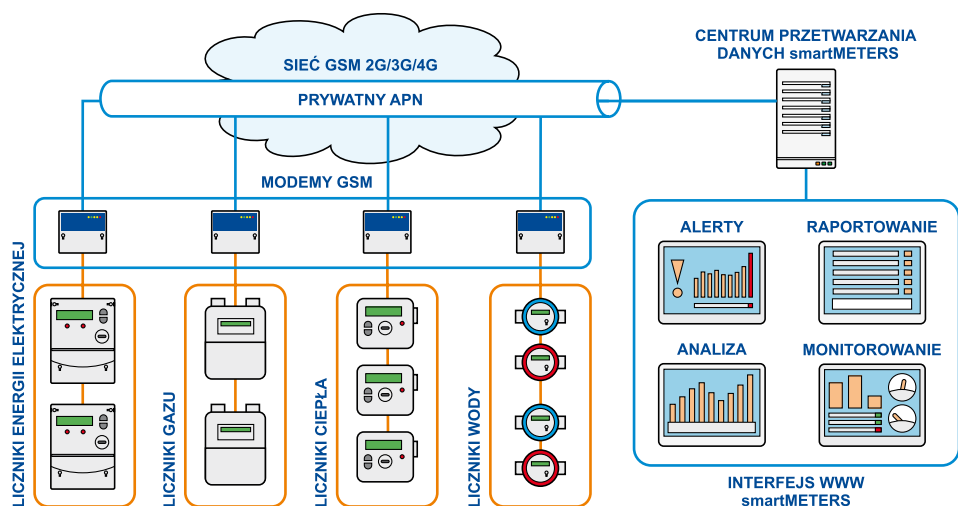 SIEĆ GSM 2G/3G/4G
PRYWATNY APN
CENTRUM PRZETWARZANIA
DANYCH smartMETERS
MODEMY GSM
LICZNIKI ENERGII ELEKTRYCZNEJ
LICZNIKI GAZU
LICZNIKI CIEPŁA
LICZNIKI WODY
ALERTY
RAPORTOWANIE
ANALIZA
MONITOROWANIE
INTERFEJS WWW
smartMETERS